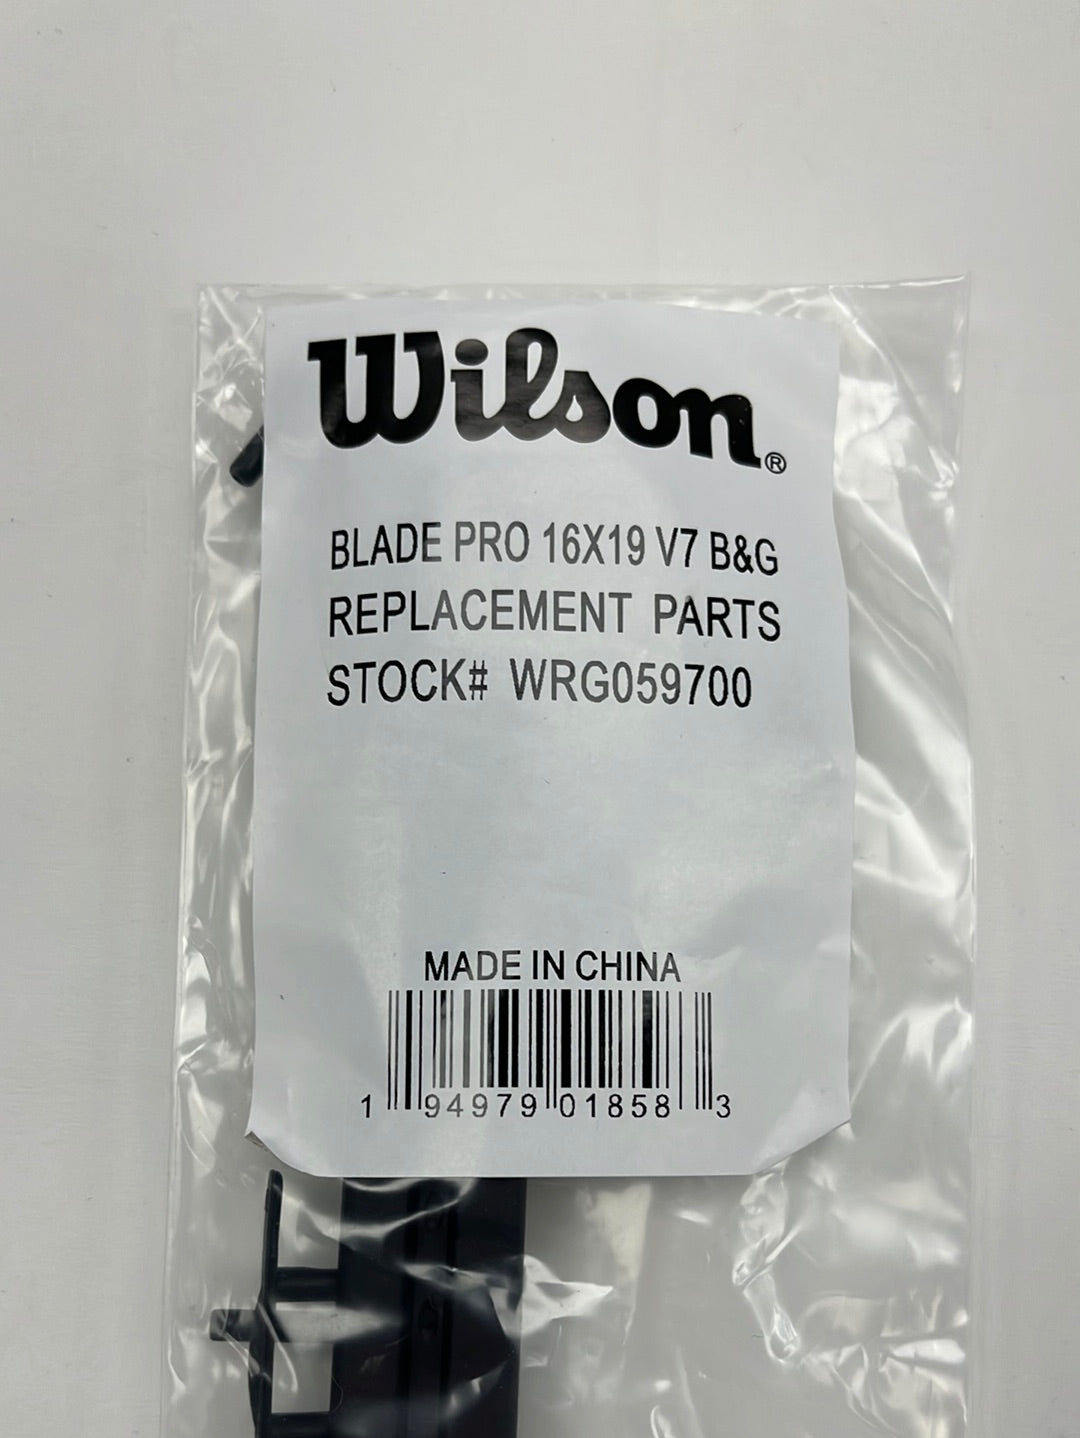 Wilson®
BLADE PRO 16X19 V7 B&G
REPLACEMENT PARTS
STOCK# WRG059700
MADE IN CHINA
1 94979 01858 3